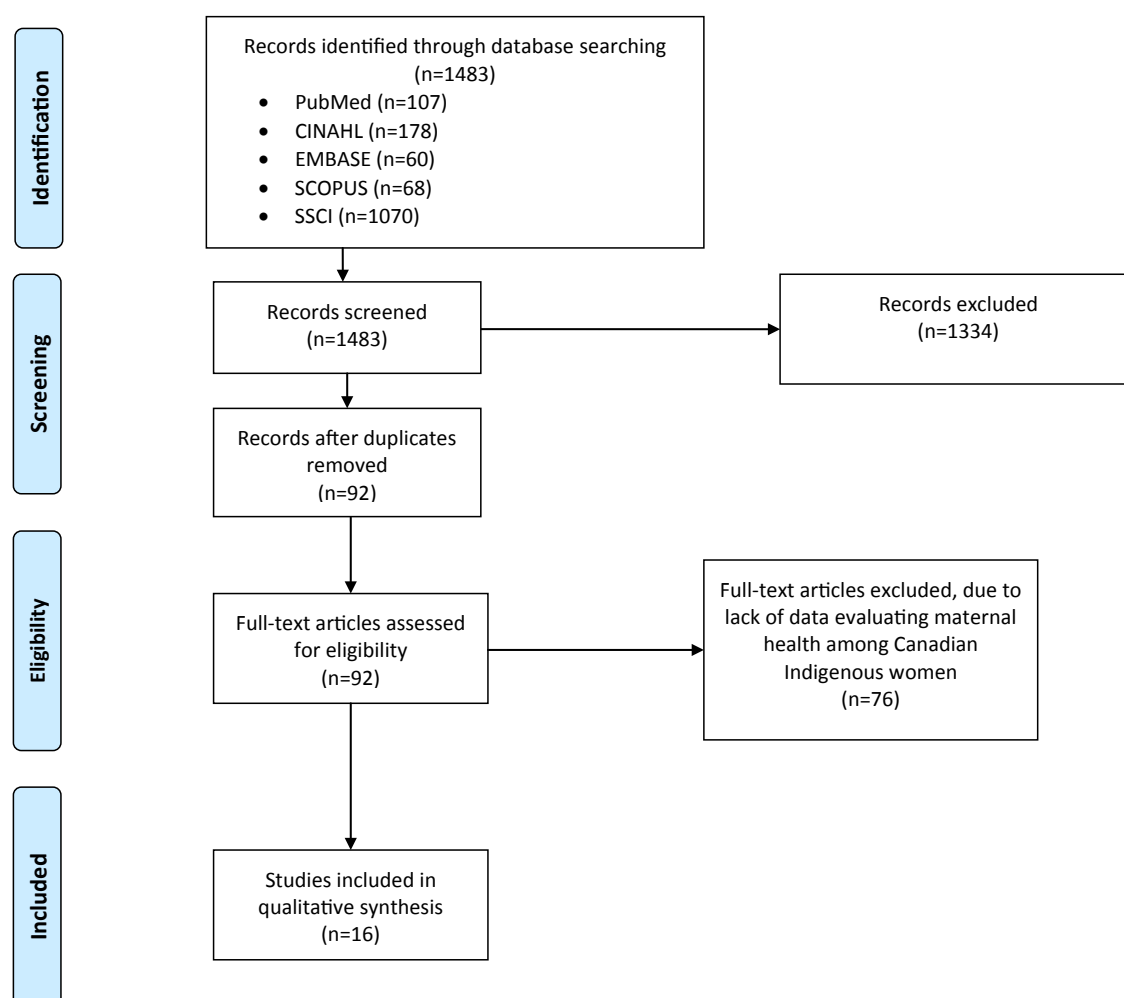 Identification
Records identified through database searching
(n=1483)
• PubMed (n=107)
• CINAHL (n=178)
• EMBASE (n=60)
• SCOPUS (n=68)
• SSCI (n=1070)
Screening
Records screened
(n=1483)
Records excluded
(n=1334)
Records after duplicates
removed
(n=92)
Eligibility
Full-text articles assessed
for eligibility
(n=92)
Full-text articles excluded, due to
lack of data evaluating maternal
health among Canadian
Indigenous women
(n=76)
Included
Studies included in
qualitative synthesis
(n=16)